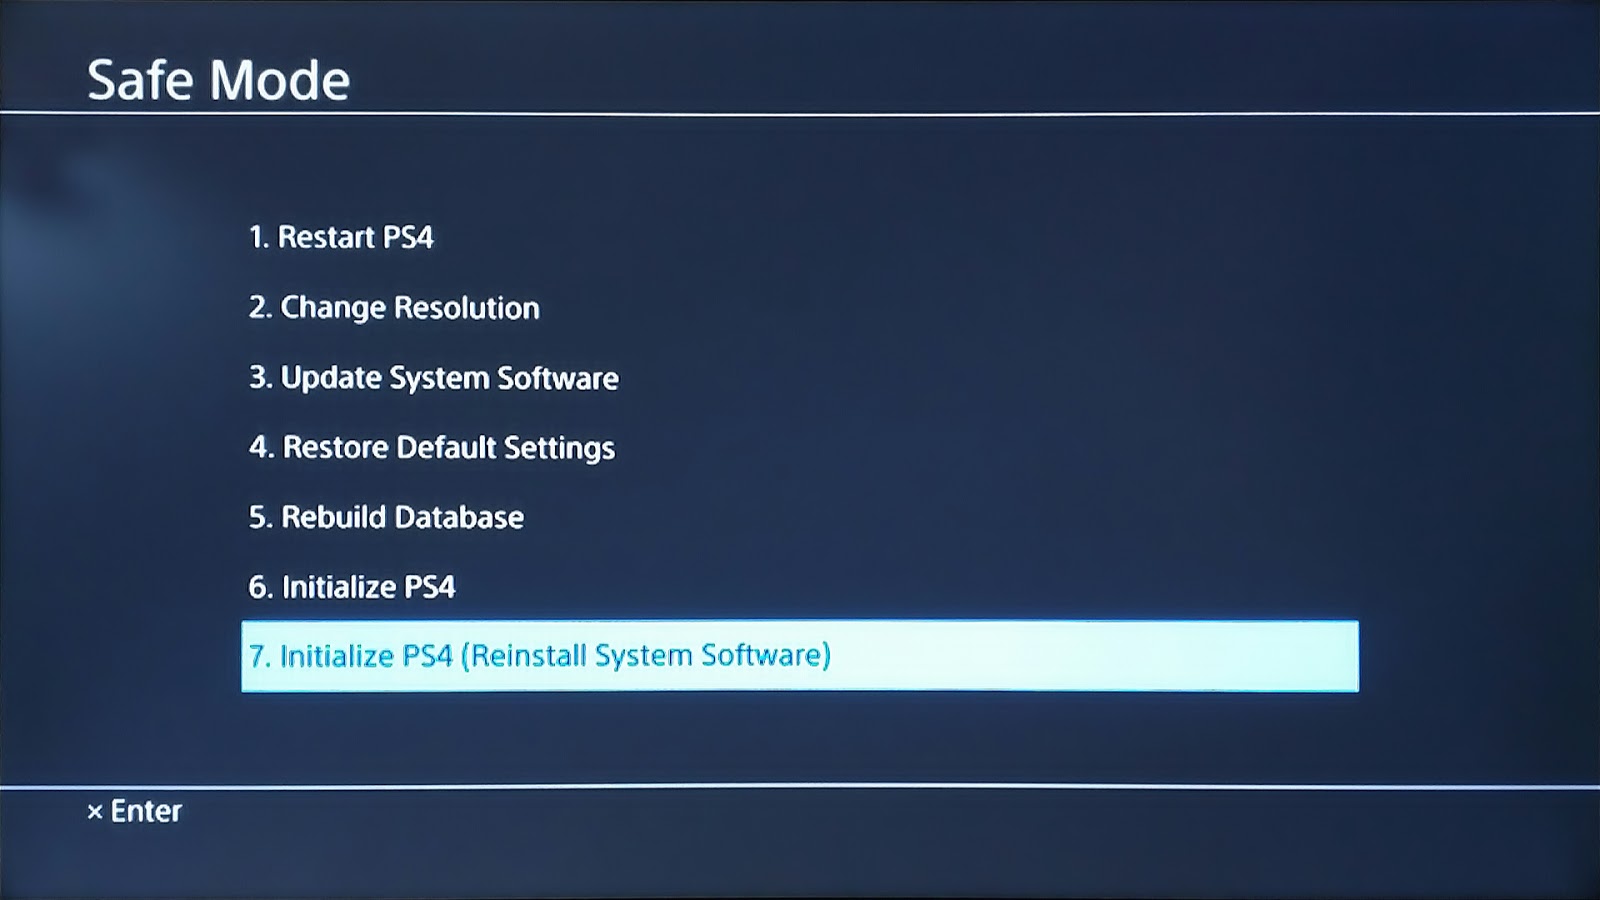 Safe Mode
1. Restart PS4
2. Change Resolution
3. Update System Software
4. Restore Default Settings
5. Rebuild Database
6. Initialize PS4
7. Initialize PS4 (Reinstall System Software)
× Enter